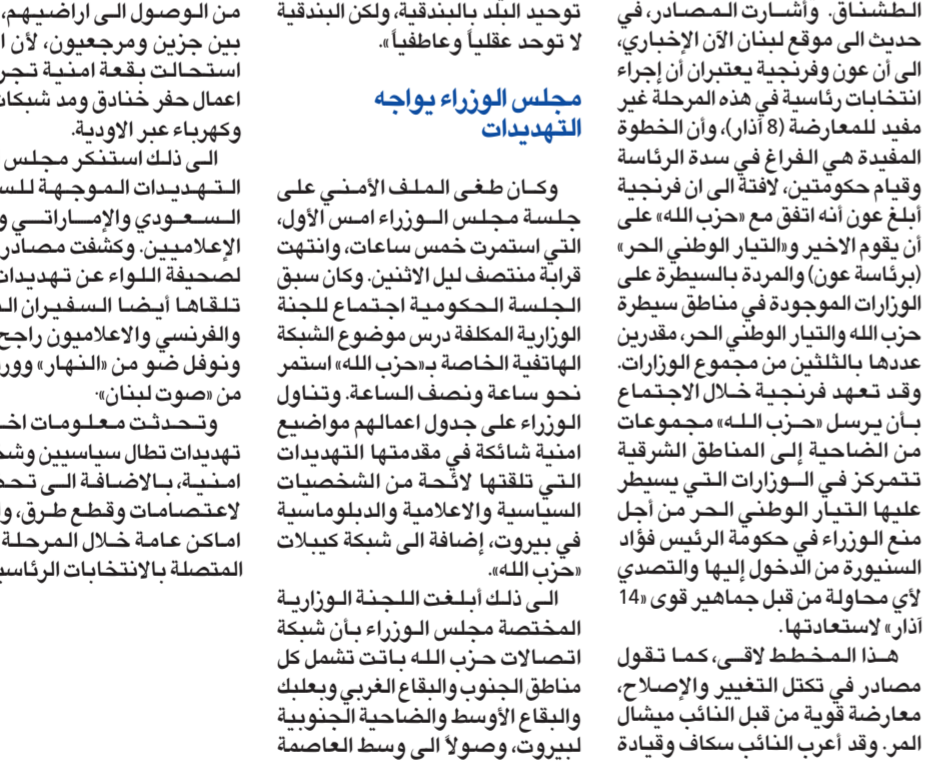 الطشناق. وأشارت المصادر، في
حديث الى موقع لبنان الآن الإخباري،
الى أن عون وفرنجية يعتبران أن إجراء
انتخابات رئاسية في هذه المرحلة غير
مفيد للمعارضة (8 آذار)، وأن الخطوة
المفيدة هي الفراغ في سدة الرئاسة
وقيام حكومتين، لافتة الى ان فرنجية
أبلغ عون أنه اتفق مع «حزب الله» على
أن يقوم الاخير و«التيار الوطني الحر»
(برئاسة عون) والمردة بالسيطرة على
الوزارات الموجودة في مناطق سيطرة
حزب الله والتيار الوطني الحر، مقدرين
عددها بالثلثين من مجموع الوزارات.
وقد تعهد فرنجية خلال الاجتماع
بأن يرسل «حزب الله» مجموعات
من الضاحية إلى المناطق الشرقية
تتمركز في الوزارات التي يسيطر
عليها التيار الوطني الحر من أجل
منع الوزراء في حكومة الرئيس فؤاد
السنيورة من الدخول إليها والتصدي
لأي محاولة من قبل جماهير قوى «14
آذار» لاستعادتها.
هذا المخطط لاقى، كما تقول
مصادر في تكتل التغيير والإصلاح،
معارضة قوية من قبل النائب ميشال
المر. وقد أعرب النائب سكاف وقيادة
توحيد البلد بالبندقية، ولكن البندقية
لا توحد عقلياً وعاطفياً».
مجلس الوزراء يواجه
التهديدات
وكان طغى الملف الأمني على
جلسة مجلس الوزراء امس الأول،
التي استمرت خمس ساعات، وانتهت
قرابة منتصف ليل الاثنين. وكان سبق
الجلسة الحكومية اجتماع للجنة
الوزارية المكلفة درس موضوع الشبكة
الهاتفية الخاصة بـ«حزب الله» استمر
نحو ساعة ونصف الساعة. وتناول
الوزراء على جدول اعمالهم مواضيع
امنية شائكة في مقدمتها التهديدات
التي تلقتها لائحة من الشخصيات
السياسية والاعلامية والدبلوماسية
في بيروت، إضافة الى شبكة كيبلات
«حزب الله».
الى ذلك أبلغت اللجنة الوزارية
المختصة مجلس الوزراء بأن شبكة
اتصالات حزب الله باتت تشمل كل
مناطق الجنوب والبقاع الغربي وبعلبك
والبقاع الأوسط والضاحية الجنوبية
لبيروت، وصولاً الى وسط العاصمة
من الوصول الى اراضيهم،
بين جزين ومرجعيون، لأن
استحالت بقعة امنية
اعمال حفر خنادق ومد
وكهرباء عبر الاودية.
الى ذلك استنكر مجلس
التهديدات الموجهة
السعودي والإماراتي
الإعلاميين. وكشفت مصادر
لصحيفة اللواء عن
تلقاها أيضا السفيران
والفرنسي والاعلاميون راجح
ونوفل ضو من «النهار»
من «صوت لبنان».
وتحدثت معلومات
تهديدات تطال سياسيين
امنية، بالاضافة الى
لاعتصامات وقطع طرق،
اماكن عامة خلال المرحلة
المتصلة بالانتخابات